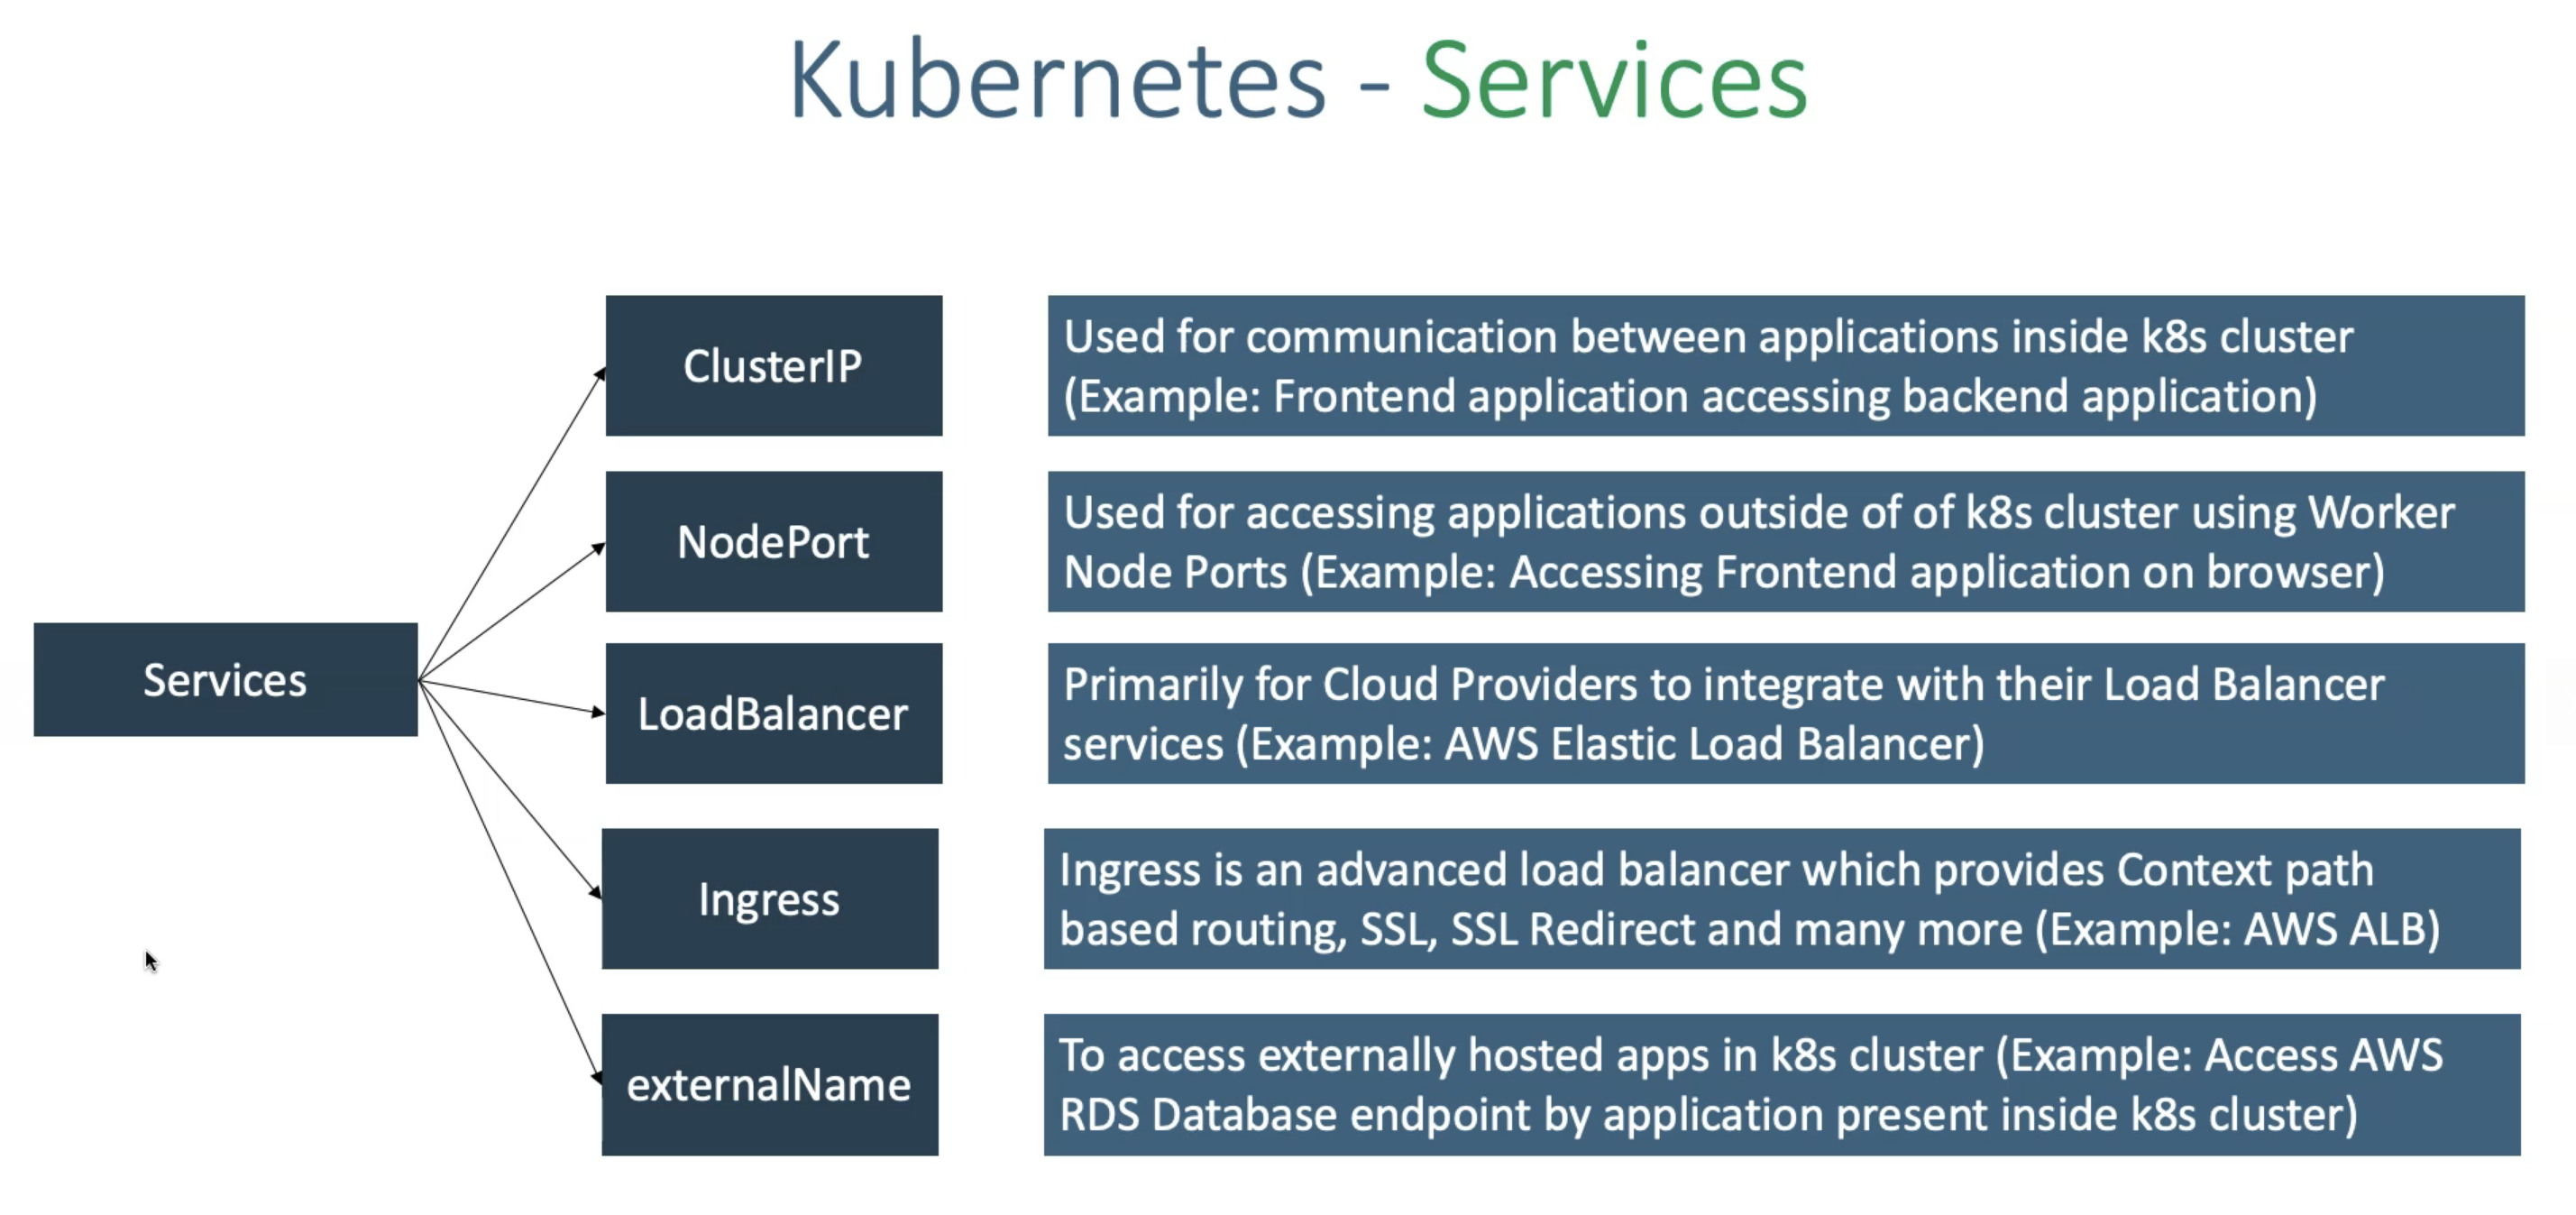 Kubernetes - Services
Services
ClusterIP
Used for communication between applications inside k8s cluster
(Example: Frontend application accessing backend application)
NodePort
Used for accessing applications outside of of k8s cluster using Worker
Node Ports (Example: Accessing Frontend application on browser)
LoadBalancer
Primarily for Cloud Providers to integrate with their Load Balancer
services (Example: AWS Elastic Load Balancer)
Ingress
Ingress is an advanced load balancer which provides Context path
based routing, SSL, SSL Redirect and many more (Example: AWS ALB)
externalName
To access externally hosted apps in k8s cluster (Example: Access AWS
RDS Database endpoint by application present inside k8s cluster)